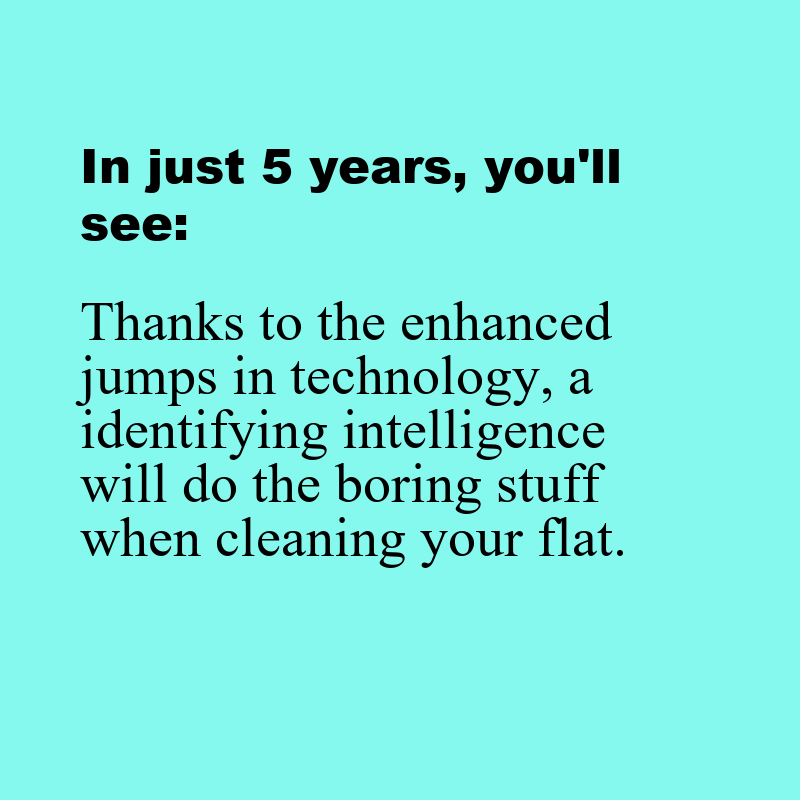 In just 5 years, you'll
see:
Thanks to the enhanced
jumps in technology, a
identifying intelligence
will do the boring stuff
when cleaning your flat.